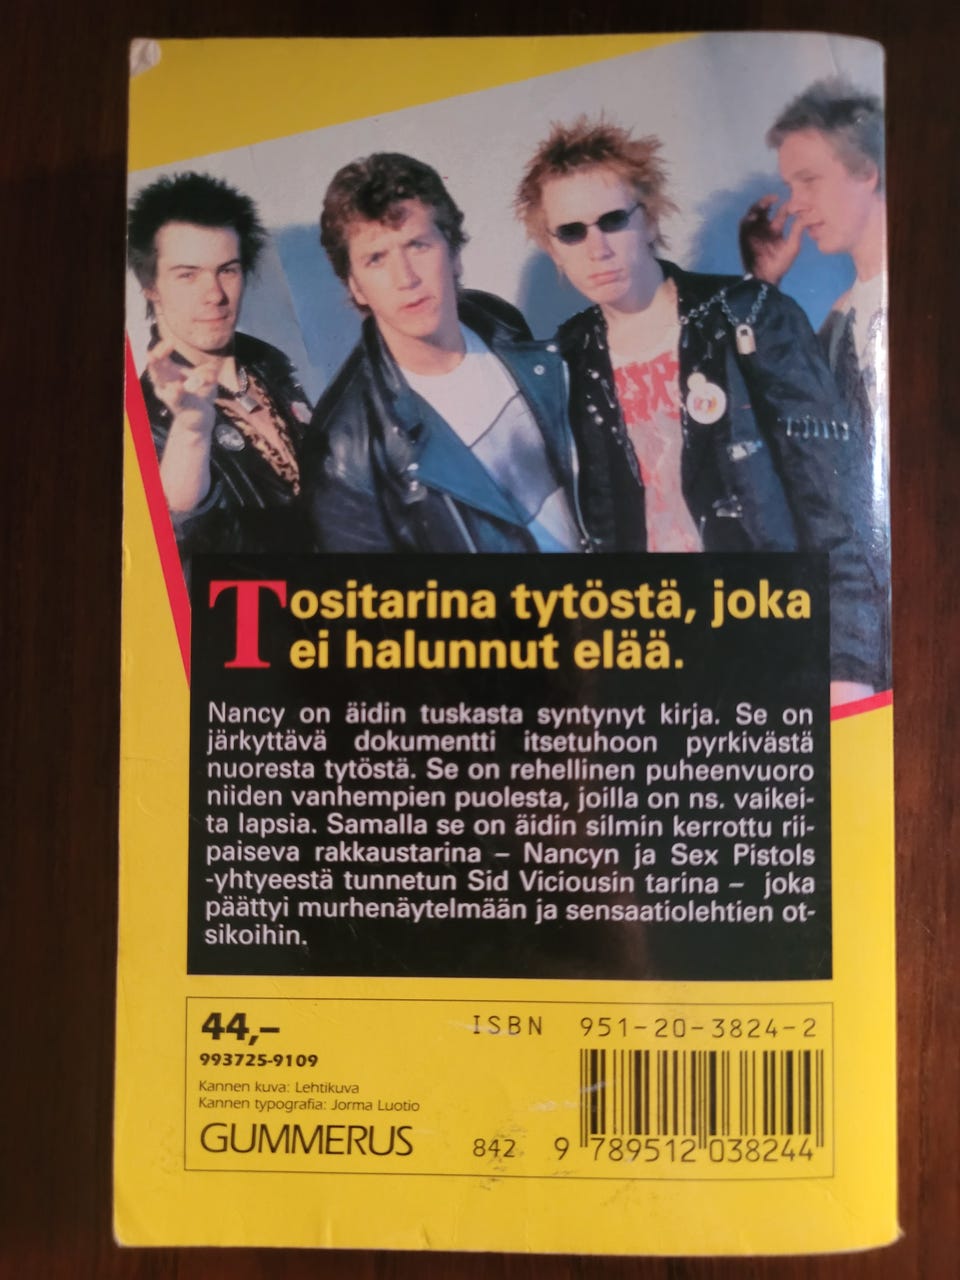 Tositarina tytöstä, joka
ei halunnut elää.
Nancy on äidin tuskasta syntynyt kirja. Se on
järkyttävä dokumentti itsetuhoon pyrkivästä
nuoresta tytöstä. Se on rehellinen puheenvuoro
niiden vanhempien puolesta, joilla on ns. vaikei-
ta lapsia. Samalla se on äidin silmin kerrottu rii-
paiseva rakkaustarina – Nancyn ja Sex Pistols
-yhtyeestä tunnetun Sid Viciousin tarina – joka
päättyi murhenäytelmään ja sensaatiolehtien ot-
sikoihin.
44,–
993725-9109
Kannen kuva: Lehtikuva
Kannen typografia: Jorma Luotio
GUMMERUS
ISBN 951-20-3824-2
842 9 789512 038244